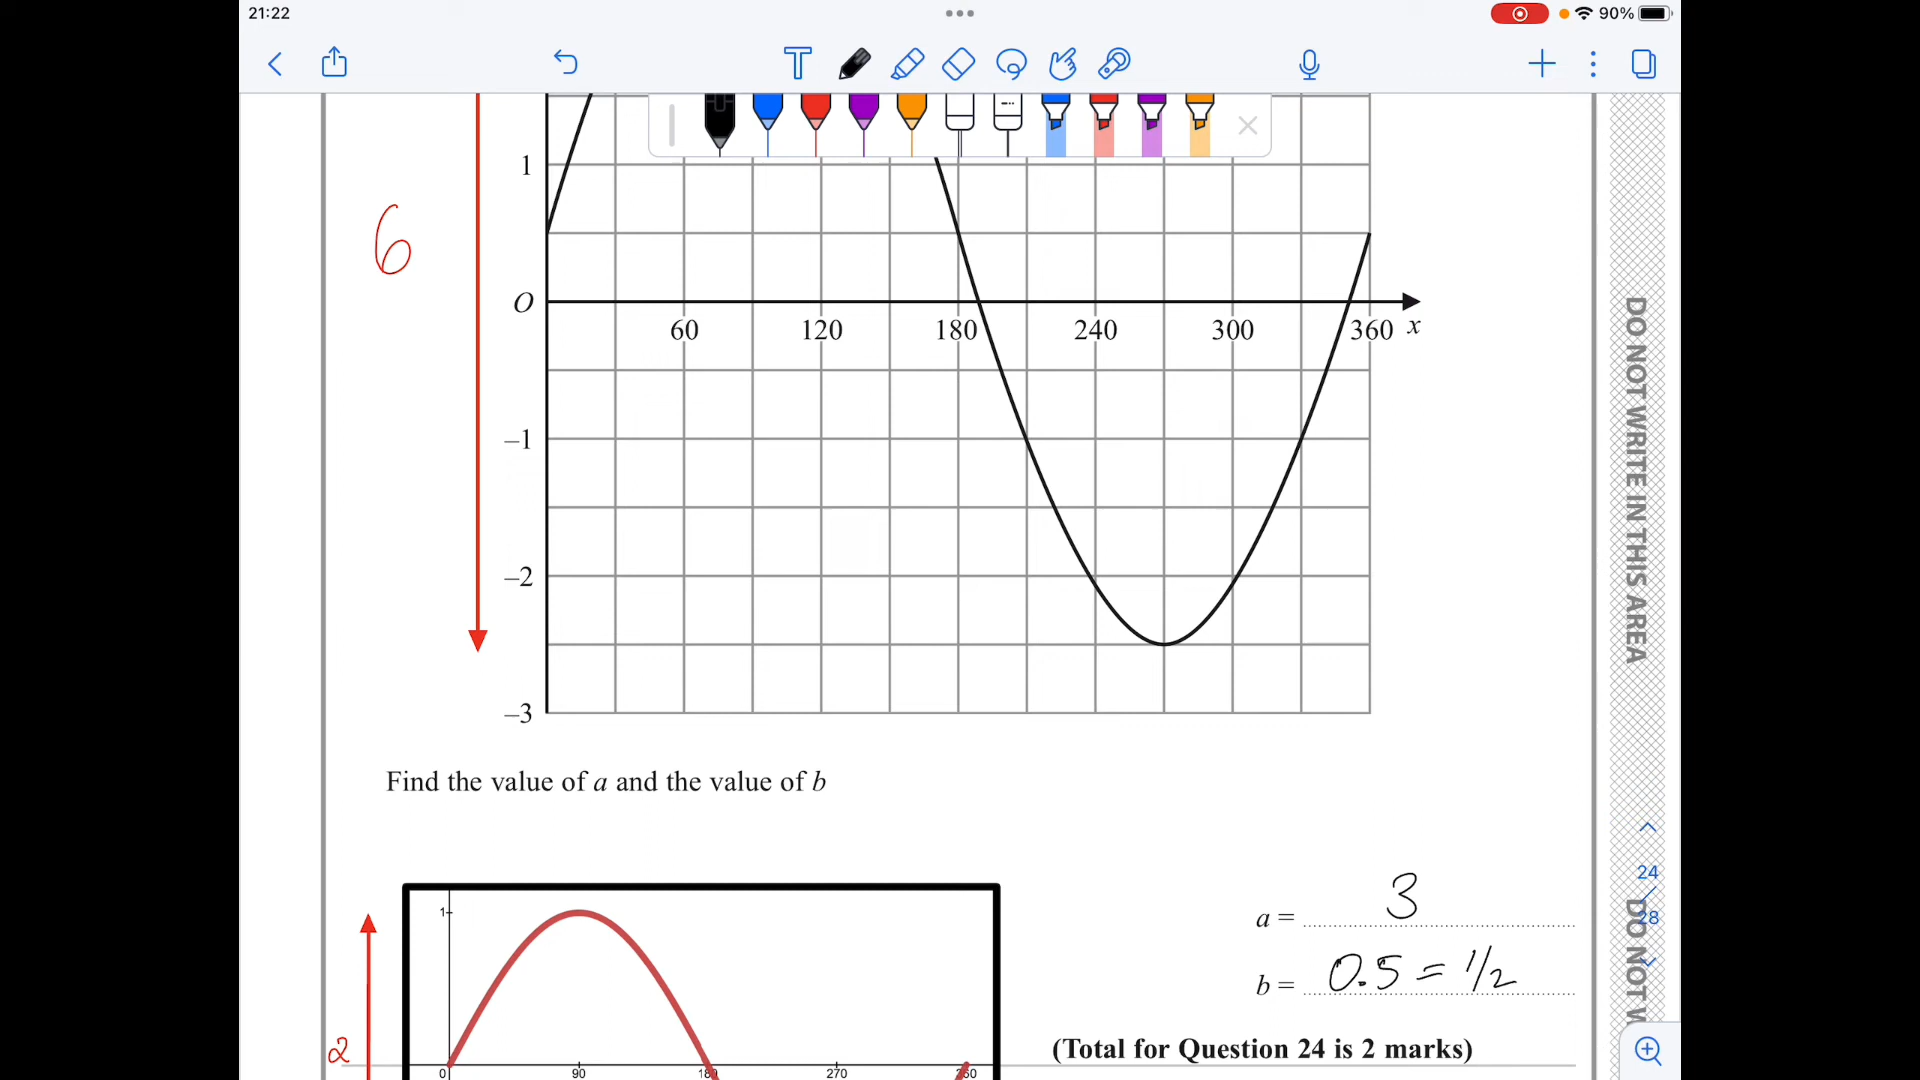 21:22
90%
T
1
6
O
60 120 180 240 300 360 x
–1
–2
–3
Find the value of a and the value of b
a = 3
b = 0.5 = 1/2
(Total for Question 24 is 2 marks)
1
2
0 90 180 270 360
DO NOT WRITE IN THIS AREA
24
28
DO NOT W